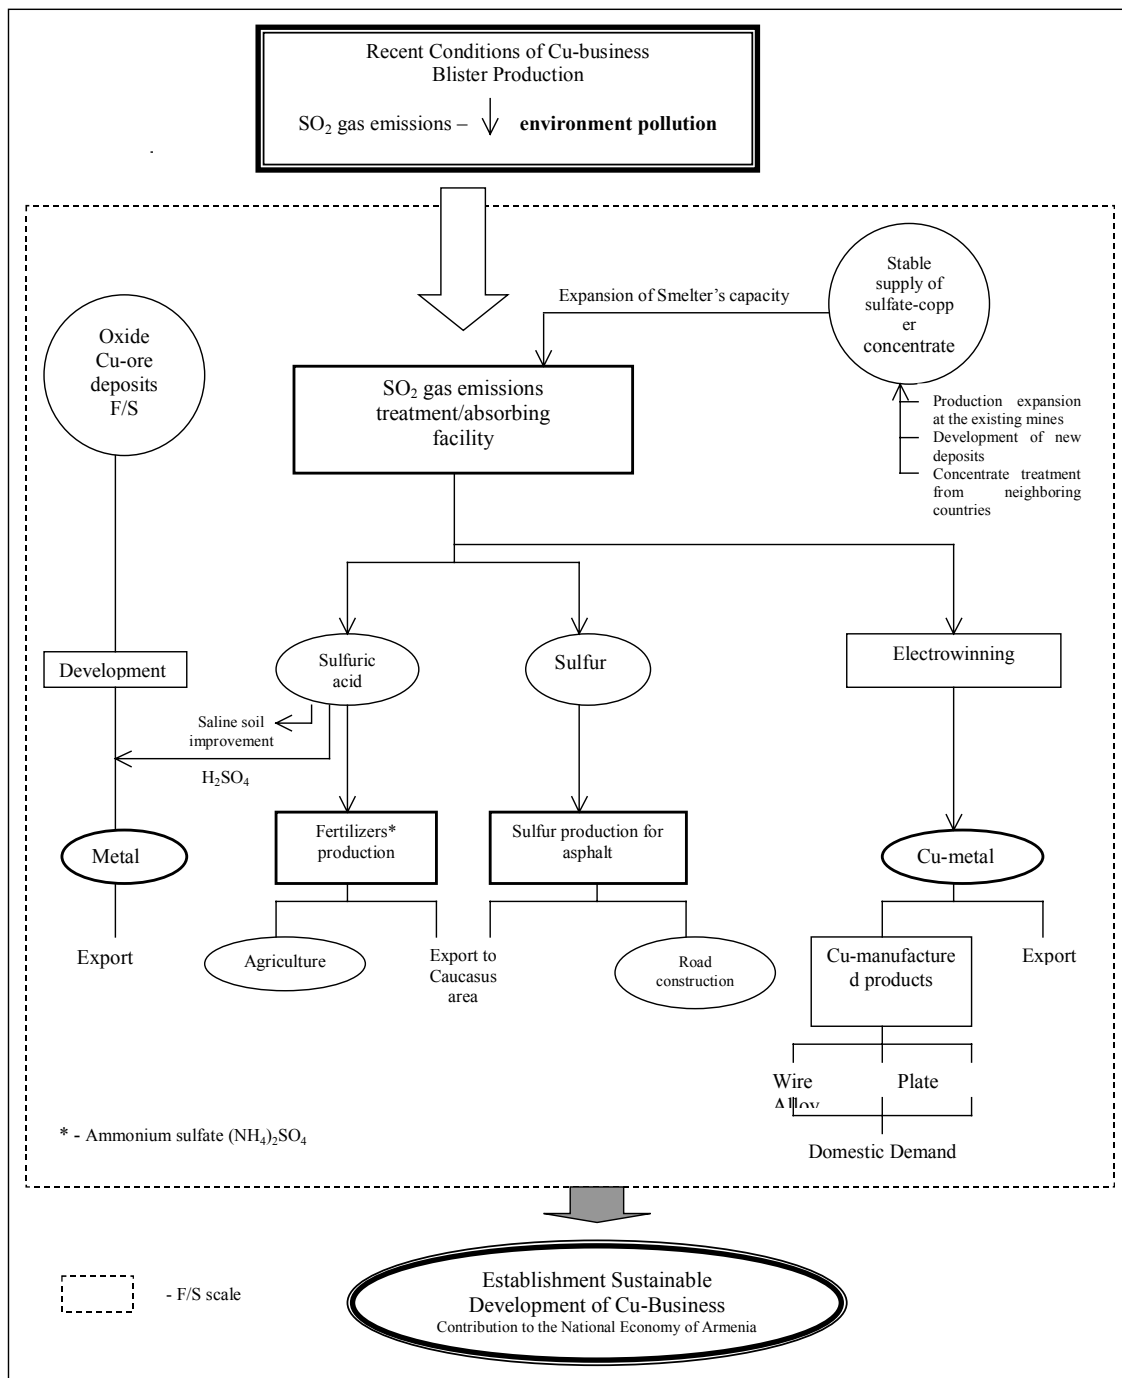 Recent Conditions of Cu-business
Blister Production
SO₂ gas emissions – environment pollution
Stable
supply of
sulfate-copp
er
concentrate
Expansion of Smelter's capacity
Oxide
Cu-ore
deposits
F/S
SO₂ gas emissions
treatment/absorbing
facility
Production expansion
at the existing mines
Development of new
deposits
Concentrate treatment
from neighboring
countries
Development
Sulfuric
acid
Sulfur
Electrowinning
Saline soil
improvement
H₂SO₄
Metal
Fertilizers*
production
Sulfur production for
asphalt
Cu-metal
Export
Agriculture
Export to
Caucasus
area
Road
construction
Cu-manufacture
d products
Export
Wire
Plate
Alloy
Domestic Demand
* - Ammonium sulfate (NH₄)₂SO₄
- F/S scale
Establishment Sustainable
Development of Cu-Business
Contribution to the National Economy of Armenia